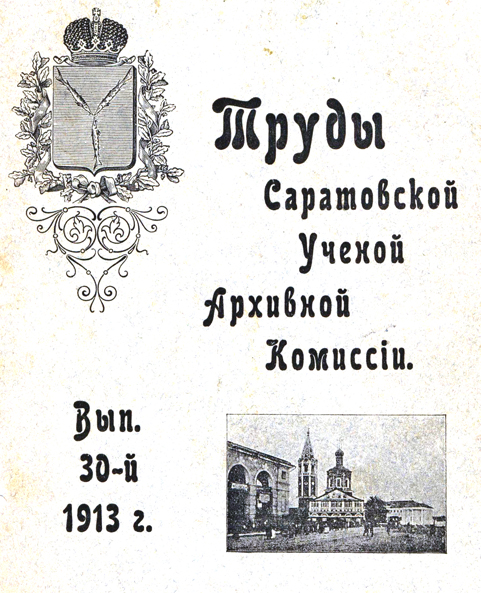 Труды
Саратовской
Ученой
Архивной
Комиссіи.
Вып.
30-й
1913 г.